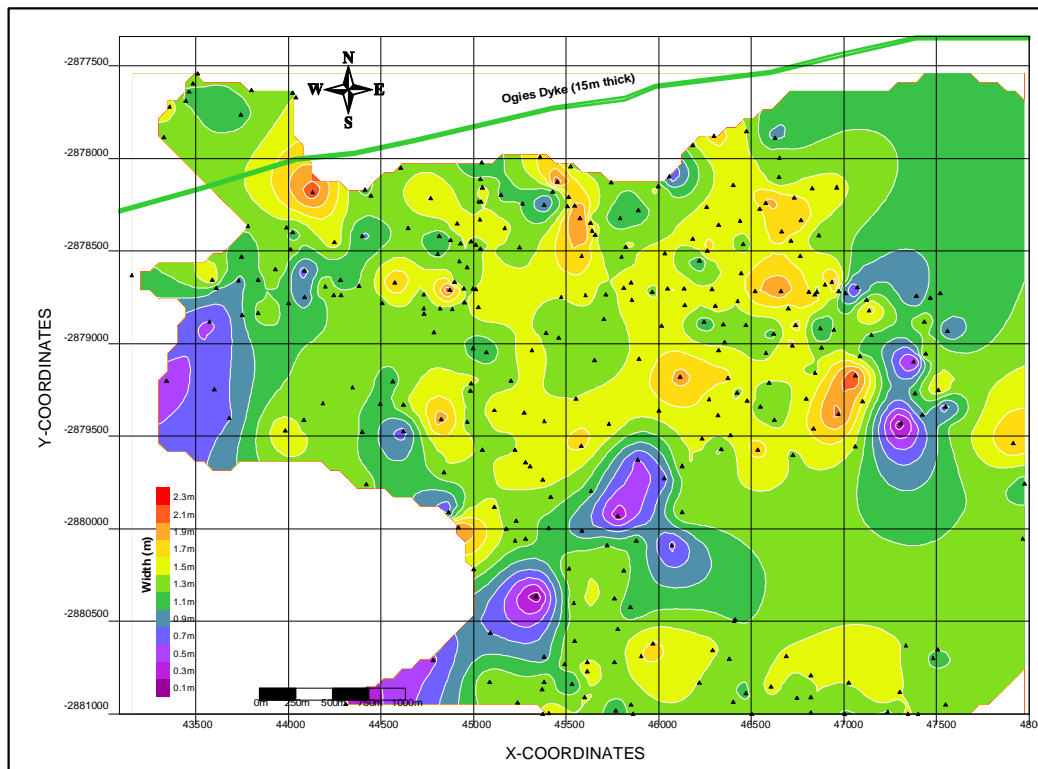 -2877500
N
W E
S
Ogies Dyke (15m thick)
-2878000
-2878500
-2879000
-2879500
-2880000
-2880500
-2881000
Y-COORDINATES
Width (m)
2.3m
2.1m
1.9m
1.7m
1.5m
1.3m
1.1m
0.9m
0.7m
0.5m
0.3m
0.1m
0m 250m 500m 750m 1000m
43500 44000 44500 45000 45500 46000 46500 47000 47500 4800
X-COORDINATES